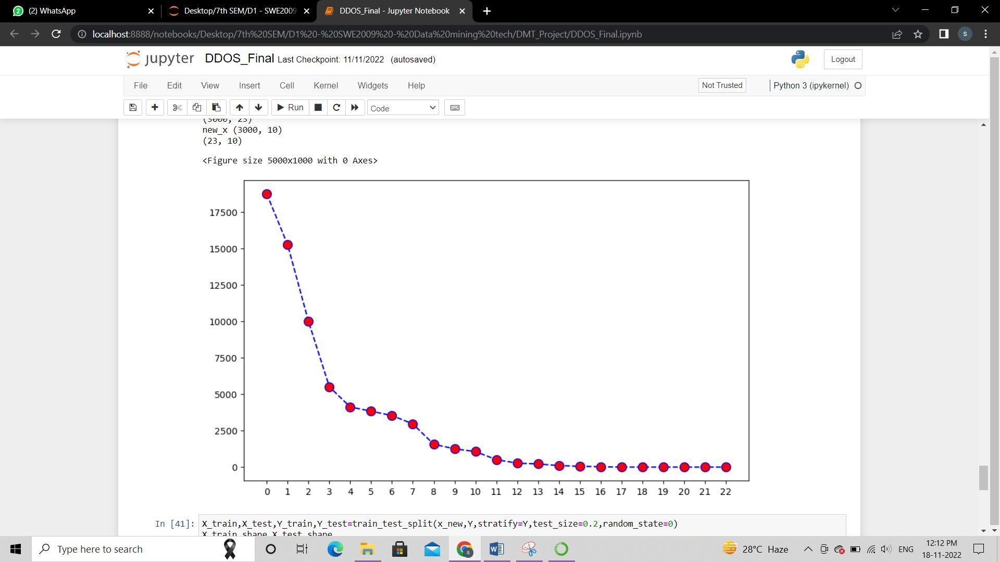 (2) WhatsApp
Desktop/7th SEM/D1 - SWE2009
DDOS_Final - Jupyter Notebook
localhost:8888/notebooks/Desktop/7th%20SEM/D1%20-%20SWE2009%20-%20Data%20mining%20tech/DMT_Project/DDOS_Final.ipynb
S
jupyter DDOS_Final Last Checkpoint: 11/11/2022 (autosaved)
Logout
File Edit View Insert Cell Kernel Widgets Help
Not Trusted
Python 3 (ipykernel)
Run
Code
(3000, 23)
new_x (3000, 10)
(23, 10)
<Figure size 5000x1000 with 0 Axes>
17500
15000
12500
10000
7500
5000
2500
0
0 1 2 3 4 5 6 7 8 9 10 11 12 13 14 15 16 17 18 19 20 21 22
In [41]: X_train,X_test,Y_train,Y_test=train_test_split(x_new,Y,stratify=Y,test_size=0.2,random_state=0)
X_train.shape,X_test.shape
Type here to search
28°C Haze
ENG
12:12 PM
18-11-2022